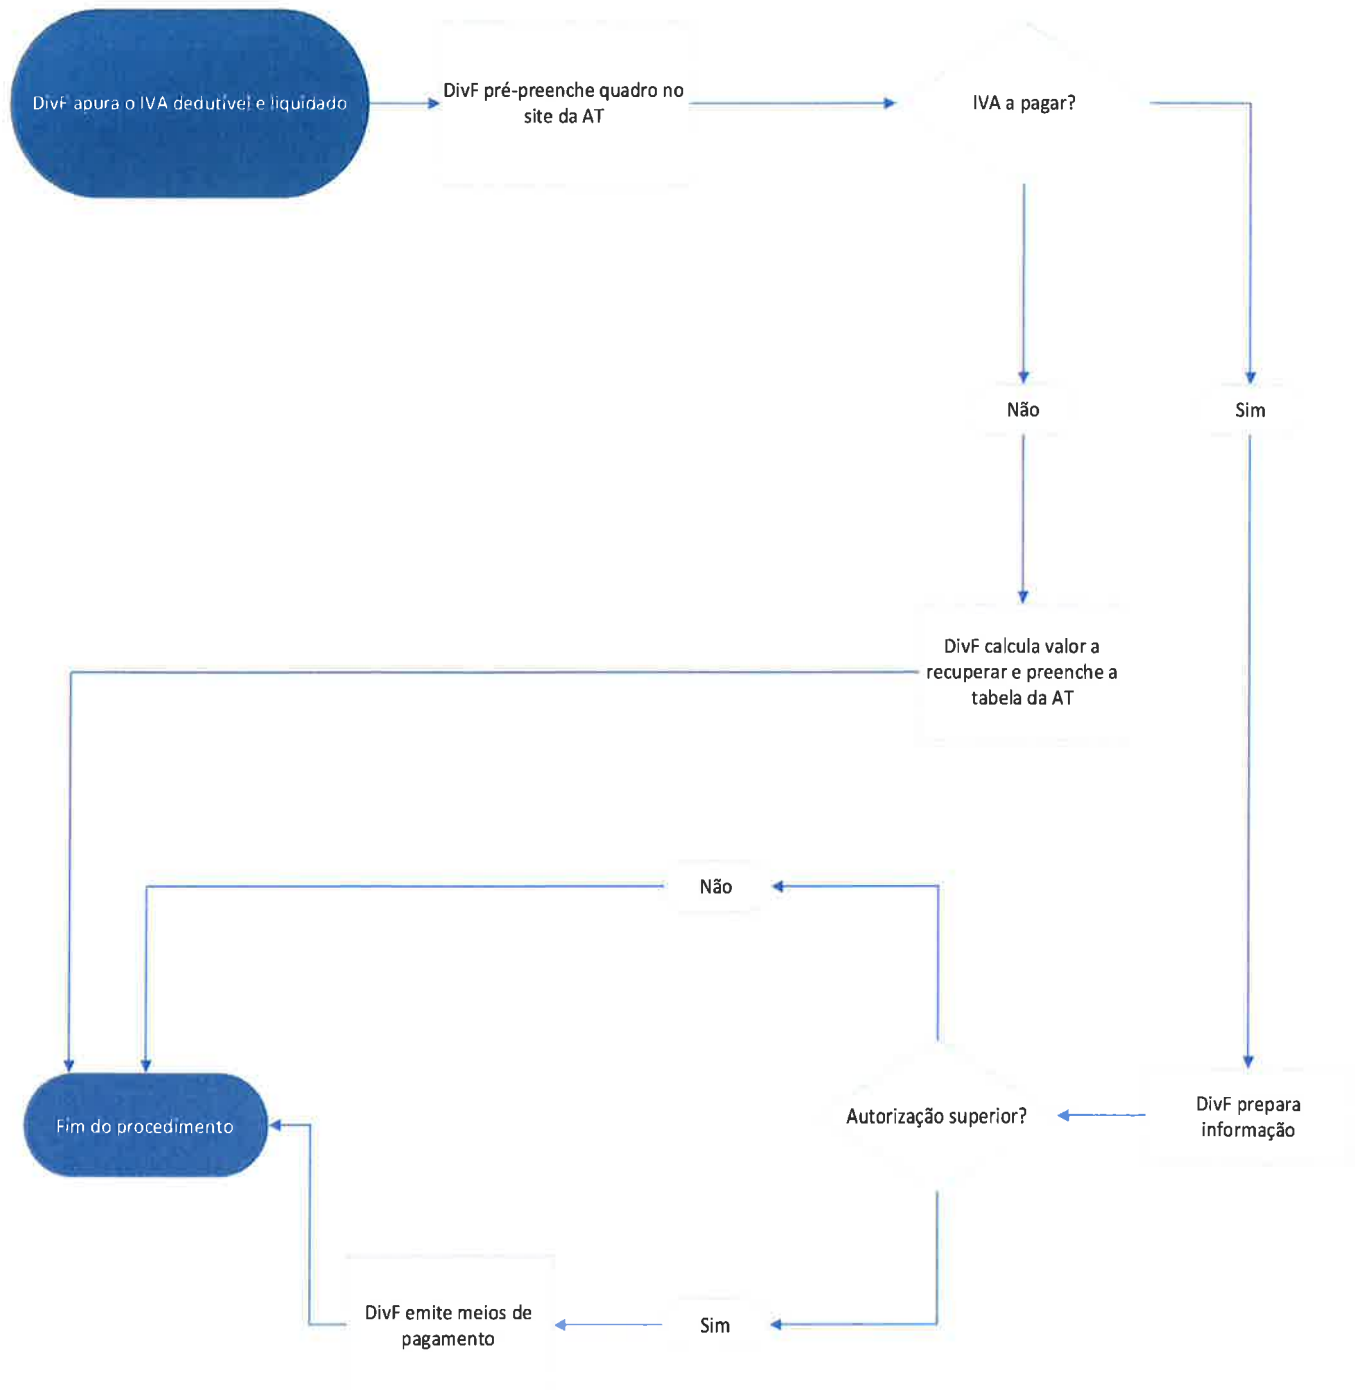 DivF apura o IVA dedutível e liquidado
DivF pré-preenche quadro no
site da AT
IVA a pagar?
Não
Sim
DivF calcula valor a
recuperar e preenche a
tabela da AT
Não
Fim do procedimento
Autorização superior?
DivF prepara
informação
DivF emite meios de
pagamento
Sim